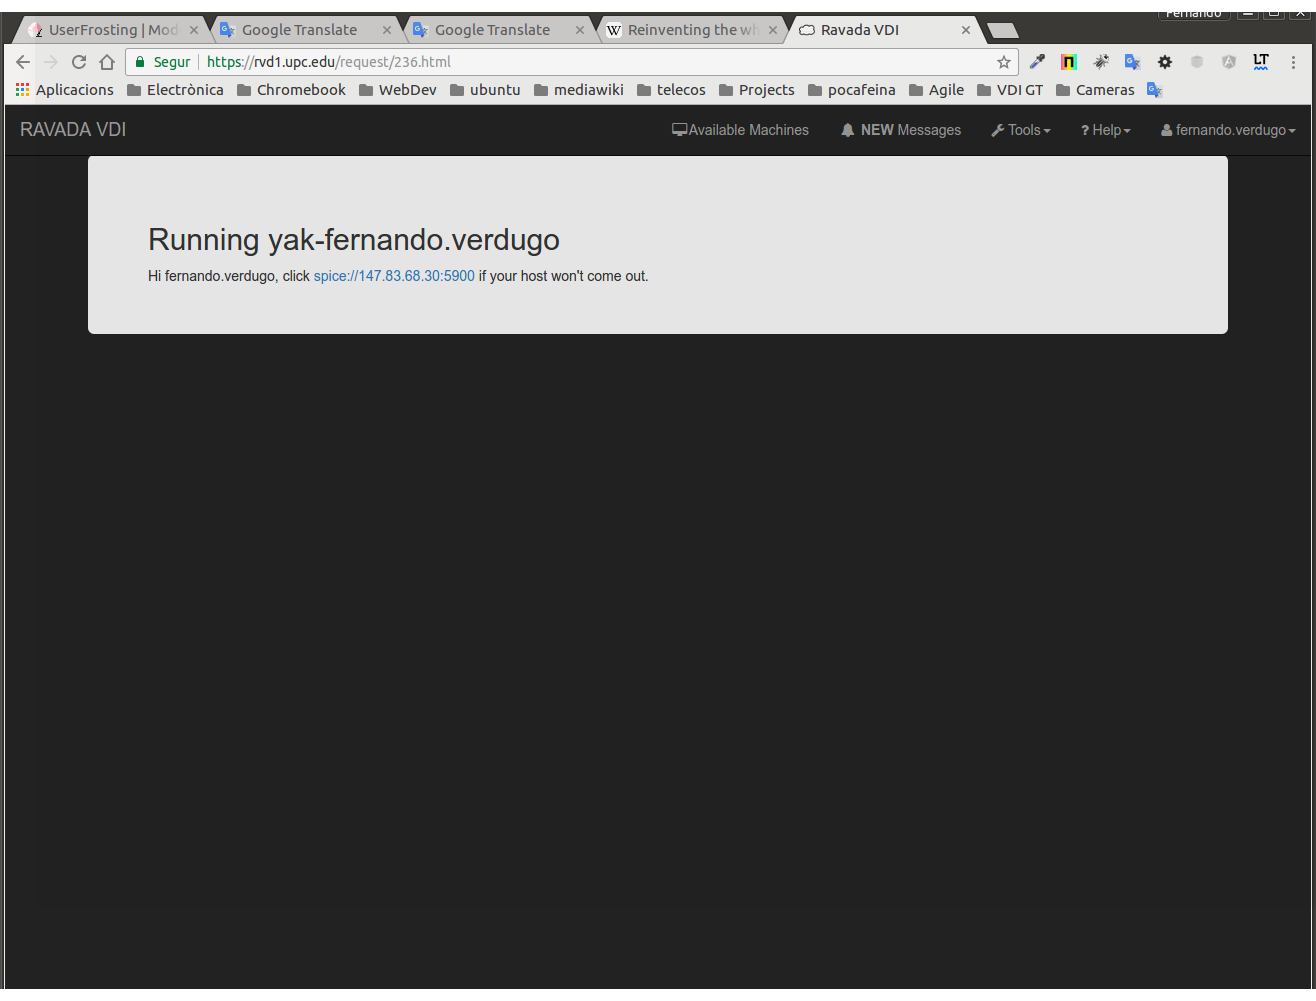 Fernando
UserFrosting | Mod
Google Translate
Google Translate
Reinventing the wh
Ravada VDI
Segur https://rvd1.upc.edu/request/236.html
Aplicacions Electrònica Chromebook WebDev ubuntu mediawiki telecos Projects pocafeina Agile VDI GT Cameras
RAVADA VDI Available Machines NEW Messages Tools ? Help fernando.verdugo
Running yak-fernando.verdugo
Hi fernando.verdugo, click spice://147.83.68.30:5900 if your host won't come out.